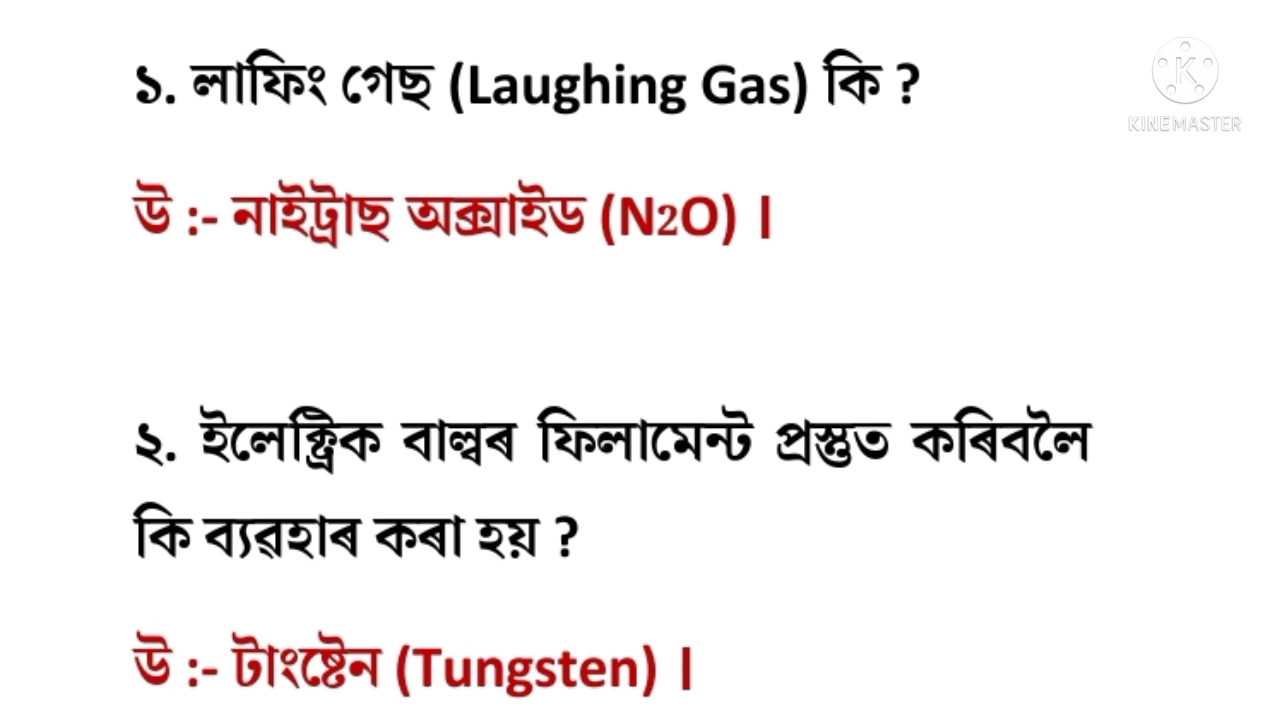 ১. লাফিং গেছ (Laughing Gas) কি ?
KINEMASTER
উ :- নাইট্ৰাছ অক্সাইড (N2O) |
২. ইলেক্ট্ৰিক বাল্বৰ ফিলামেন্ট প্ৰস্তুত কৰিবলৈ
কি ব্যৱহাৰ কৰা হয় ?
উ :- টাংষ্টেন (Tungsten) |